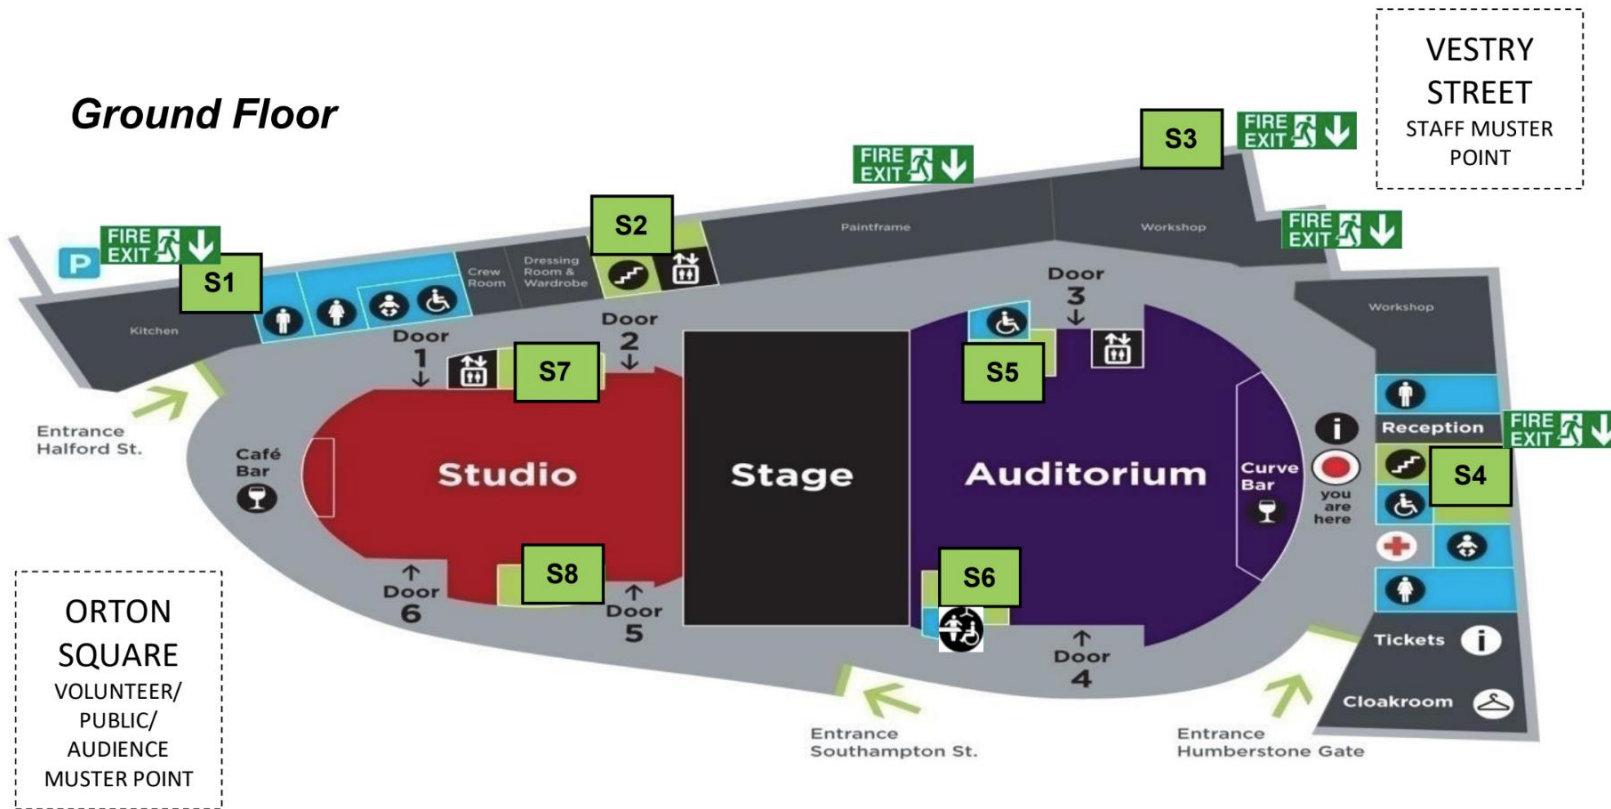 Ground Floor
VESTRY
STREET
STAFF MUSTER
POINT
S3
FIRE
EXIT
FIRE
EXIT
S2
Paintframe
Workshop
FIRE
EXIT
FIRE
EXIT
P
S1
Crew
Room
Dressing
Room &
Wardrobe
Kitchen
Door
1
Door
2
Door
3
Workshop
S7
S5
Entrance
Halford St.
i
Reception
FIRE
EXIT
Café
Bar
Studio
Stage
Auditorium
Curve
Bar
you
are
here
S4
S8
S6
Door
6
Door
5
Door
4
ORTON
SQUARE
VOLUNTEER/
PUBLIC/
AUDIENCE
MUSTER POINT
Tickets i
Cloakroom
Entrance
Southampton St.
Entrance
Humberstone Gate